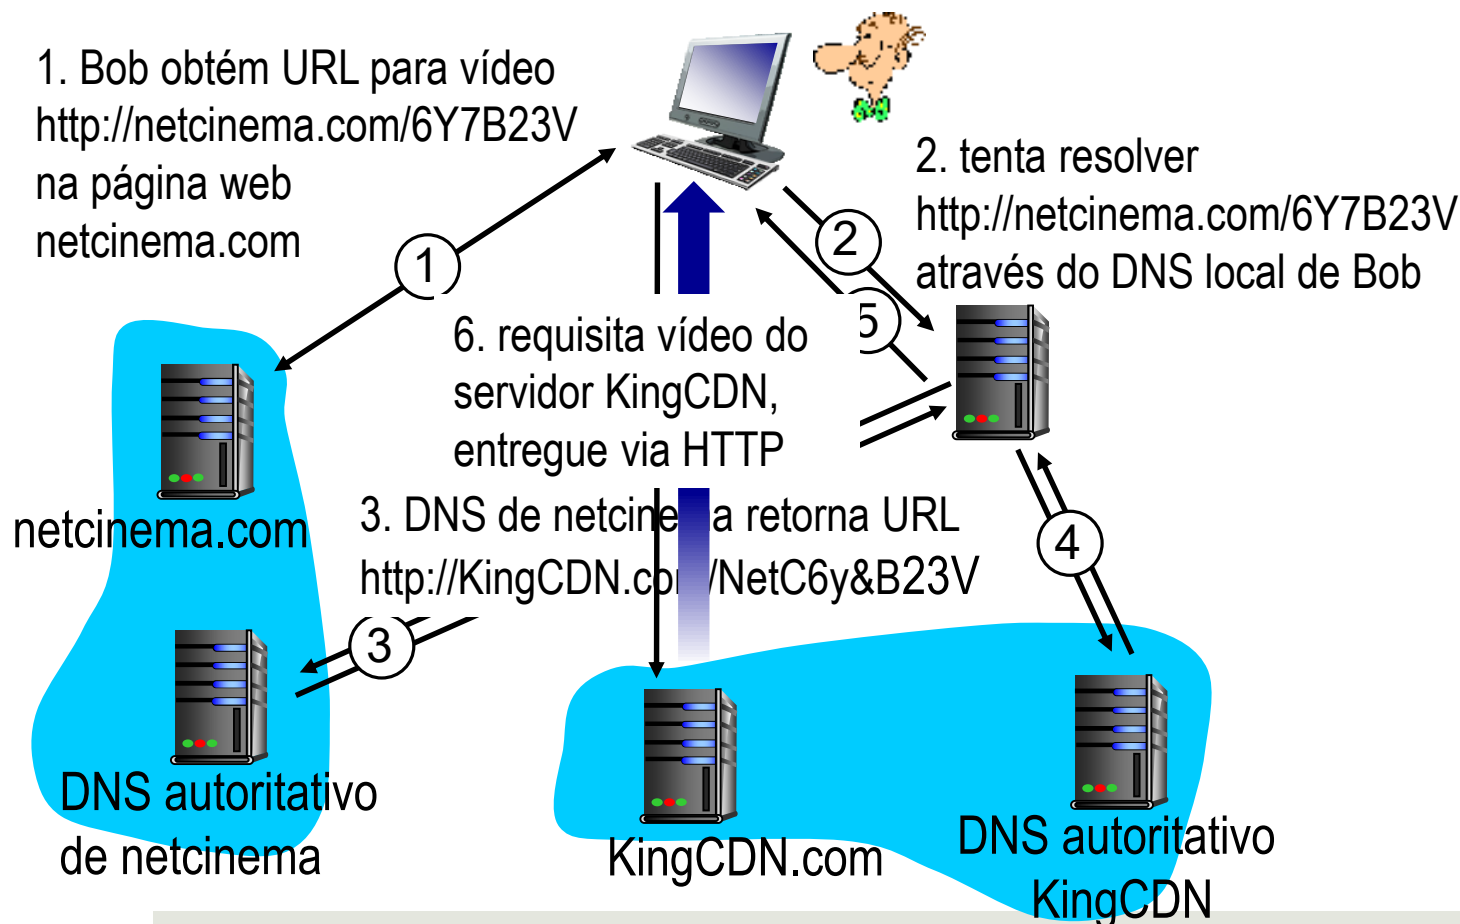 1. Bob obtém URL para vídeo
http://netcinema.com/6Y7B23V
na página web
netcinema.com
2. tenta resolver
http://netcinema.com/6Y7B23V
através do DNS local de Bob
1
2
5
6. requisita vídeo do
servidor KingCDN,
entregue via HTTP
netcinema.com
3. DNS de netcinema retorna URL
http://KingCDN.com/NetC6y&B23V
4
3
DNS autoritativo
de netcinema
KingCDN.com
DNS autoritativo
KingCDN